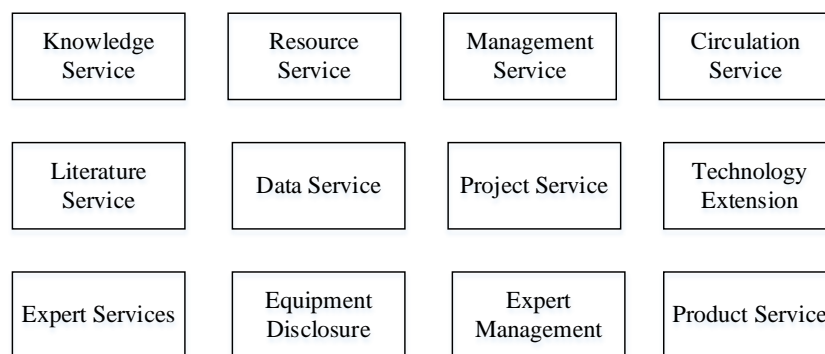 Knowledge
Service
Resource
Service
Management
Service
Circulation
Service
Literature
Service
Data Service
Project Service
Technology
Extension
Expert Services
Equipment
Disclosure
Expert
Management
Product Service